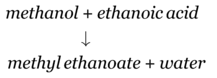 methanol + ethanoic acid
↓
methyl ethanoate + water